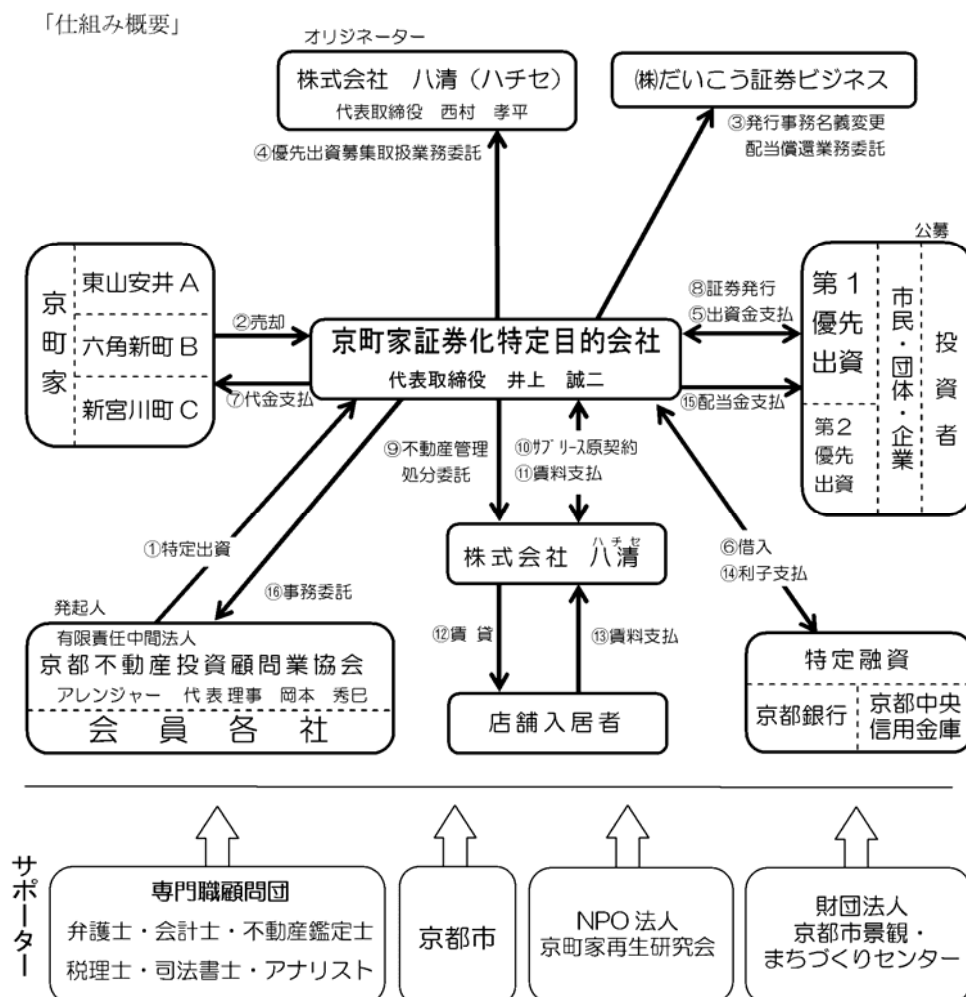 「仕組み概要」
オリジネーター
株式会社 八清（ハチセ）
代表取締役 西村 孝平
㈱だいこう証券ビジネス
④優先出資募集取扱業務委託
③発行事務名義変更
配当償還業務委託
京町家
東山安井A
六角新町B
新宮川町C
②売却
⑦代金支払
京町家証券化特定目的会社
代表取締役 井上 誠二
⑧証券発行
⑤出資金支払
⑮配当金支払
公募
第1優先出資
第2優先出資
市民・団体・企業
投資者
⑨不動産管理
処分委託
⑩サブリース原契約
⑪賃料支払
①特定出資
⑯事務委託
ハチセ
株式会社 八清
⑥借入
⑭利子支払
発起人
有限責任中間法人
京都不動産投資顧問業協会
アレンジャー 代表理事 岡本 秀巳
会員各社
⑫賃貸
⑬賃料支払
店舗入居者
特定融資
京都銀行
京都中央
信用金庫
サポーター
専門職顧問団
弁護士・会計士・不動産鑑定士
税理士・司法書士・アナリスト
京都市
NPO法人
京町家再生研究会
財団法人
京都市景観・
まちづくりセンター